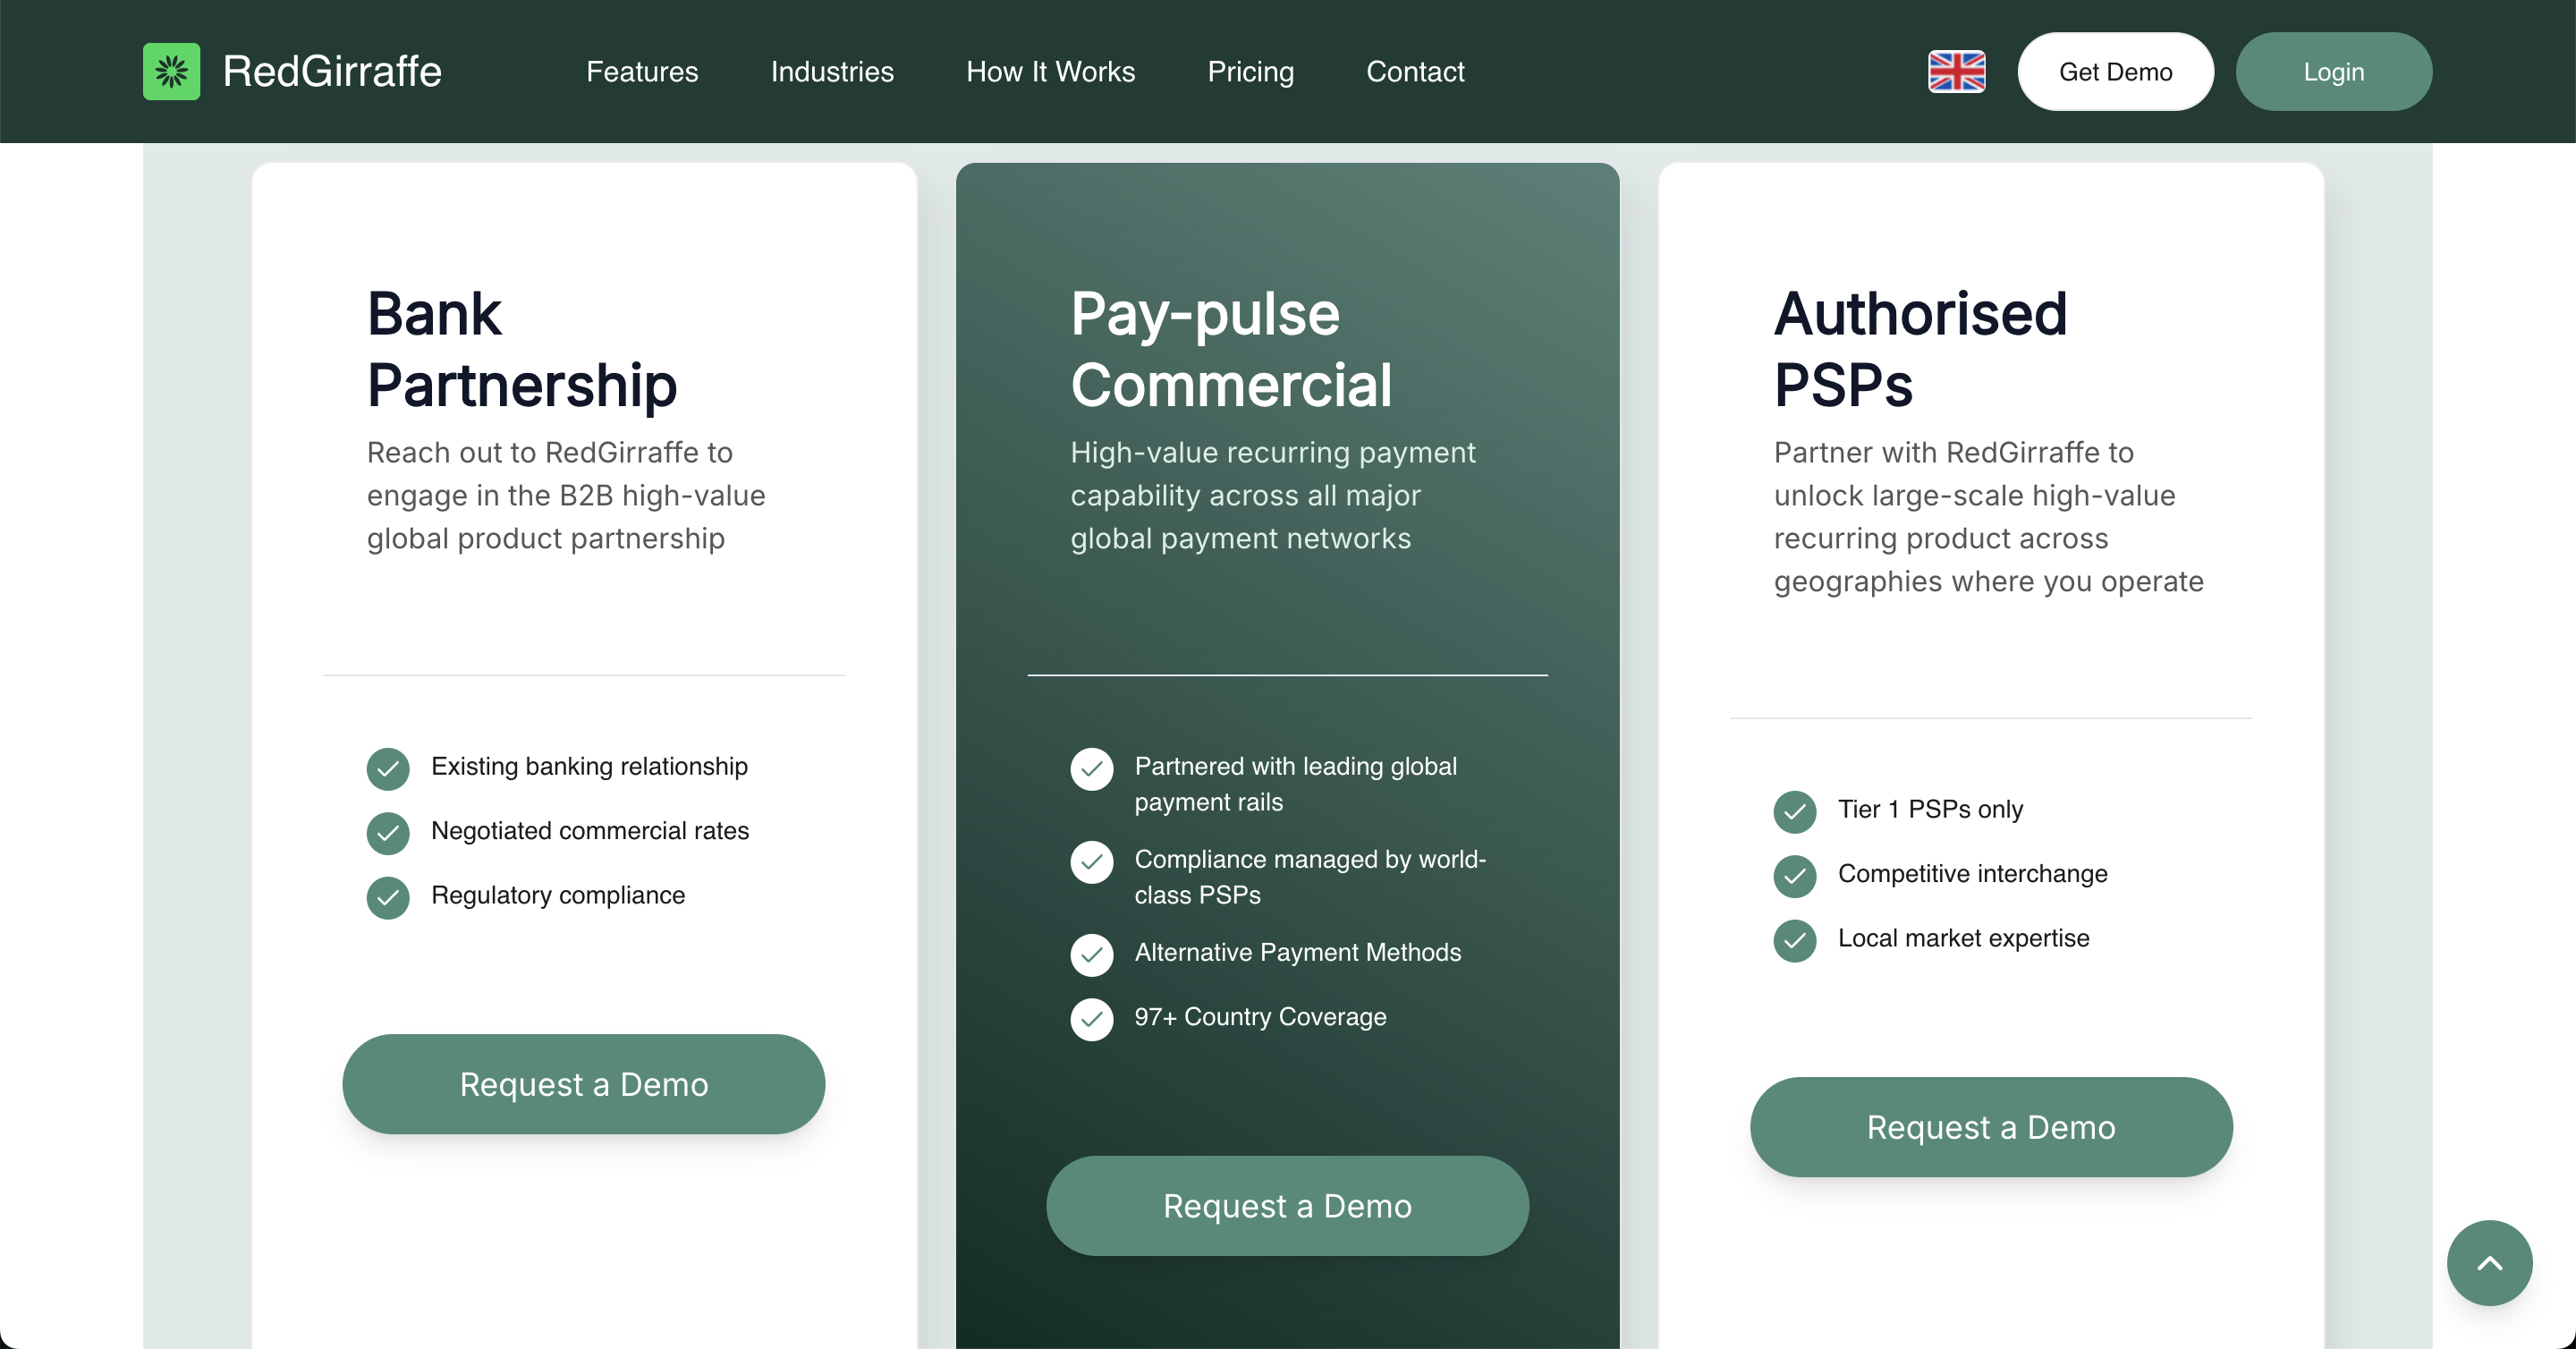 RedGirraffe
Features
Industries
How It Works
Pricing
Contact
Get Demo
Login
Bank
Partnership
Reach out to RedGirraffe to
engage in the B2B high-value
global product partnership
Existing banking relationship
Negotiated commercial rates
Regulatory compliance
Request a Demo
Pay-pulse
Commercial
High-value recurring payment
capability across all major
global payment networks
Partnered with leading global
payment rails
Compliance managed by world-
class PSPs
Alternative Payment Methods
97+ Country Coverage
Request a Demo
Authorised
PSPs
Partner with RedGirraffe to
unlock large-scale high-value
recurring product across
geographies where you operate
Tier 1 PSPs only
Competitive interchange
Local market expertise
Request a Demo